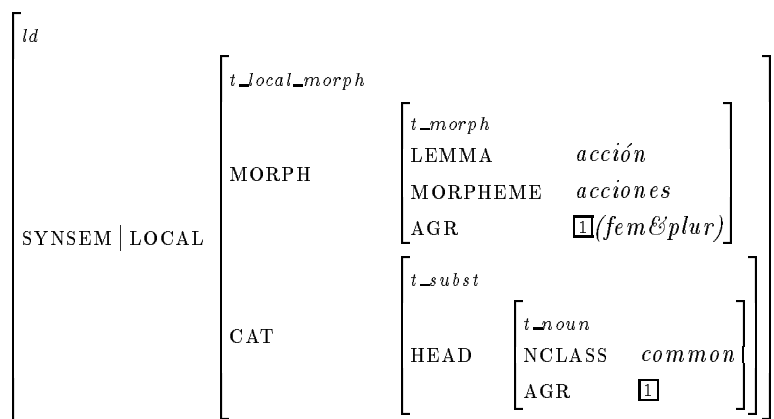 ld
t_local_morph
t_morph
LEMMA acción
MORPHEME acciones
AGR 1(fem&plur)
MORPH
SYNSEM | LOCAL
t_subst
t_noun
NCLASS common
AGR 1
HEAD
CAT